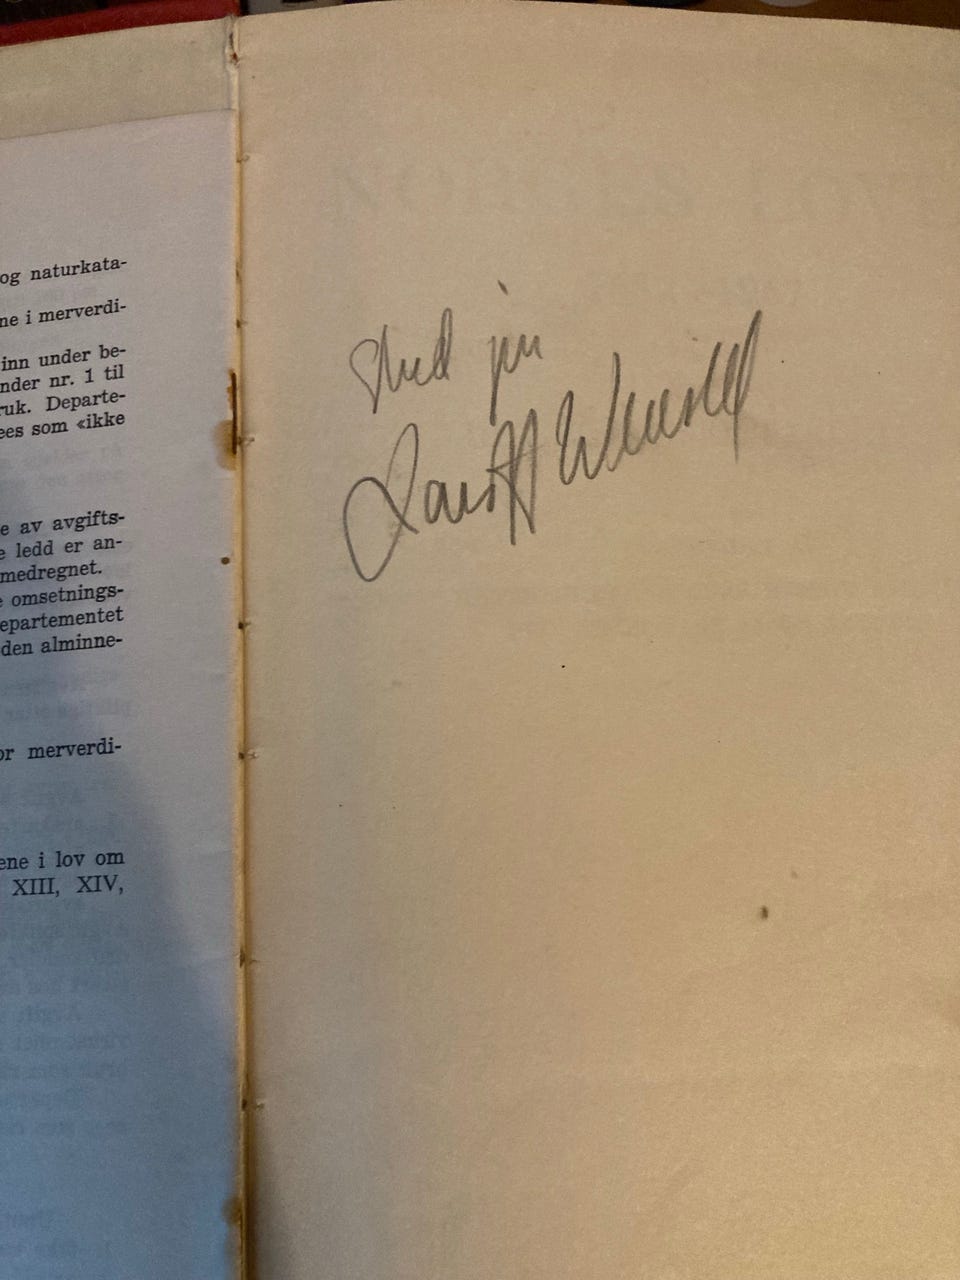 og naturkata-
ne i merverdi-
inn under be-
nder nr. 1 til
ruk. Departe-
ees som «ikke
e av avgifts-
e ledd er an-
medregnet.
e omsetnings-
epartementet
den alminne-
or merverdi-
ene i lov om
XIII, XIV,
Stud jur